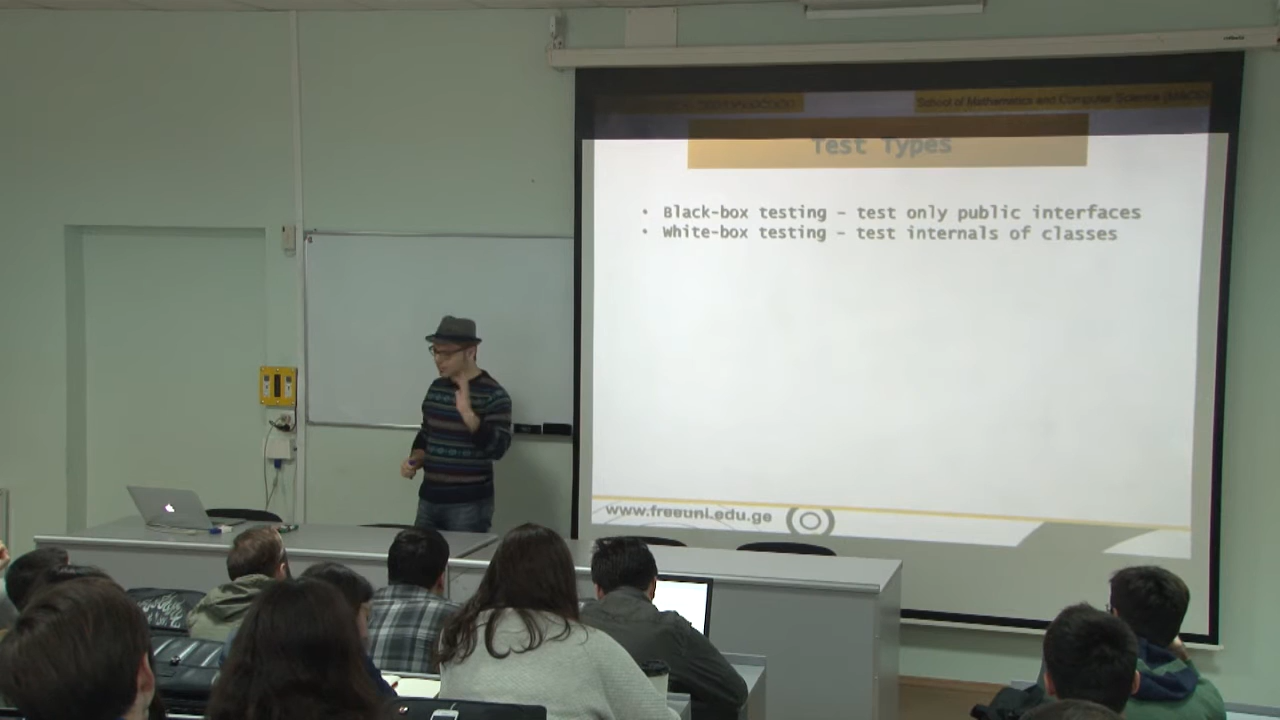 School of Mathematics and Computer Science
Test Types
• Black-box testing – test only public interfaces
• White-box testing – test internals of classes
www.freeuni.edu.ge